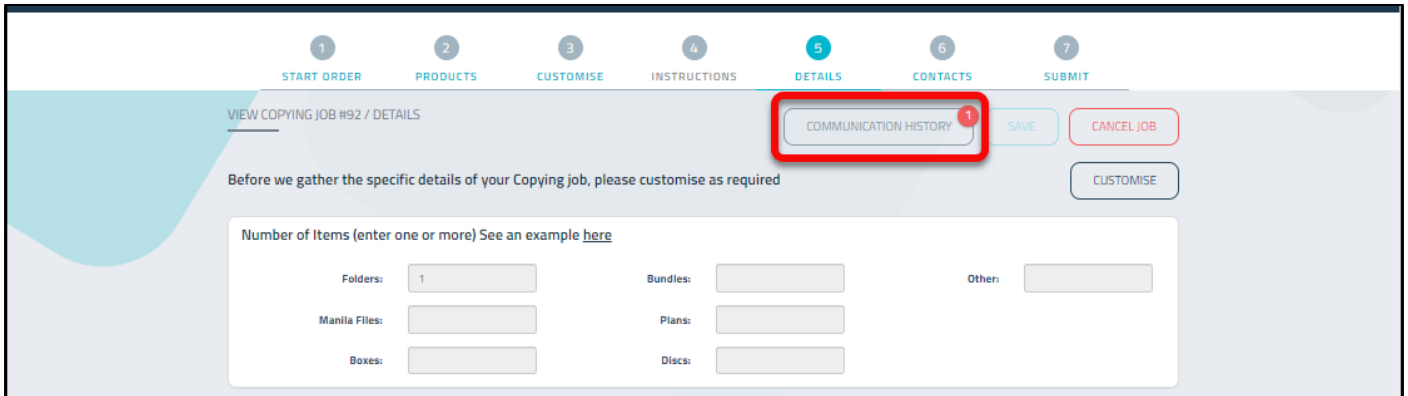 1 2 3 4 5 6 7
START ORDER PRODUCTS CUSTOMISE INSTRUCTIONS DETAILS CONTACTS SUBMIT
VIEW COPYING JOB #92 / DETAILS
COMMUNICATION HISTORY 1 SAVE CANCEL JOB
Before we gather the specific details of your Copying job, please customise as required CUSTOMISE
Number of Items (enter one or more) See an example here
Folders: 1 Bundles: Other:
Manila Files: Plans:
Boxes: Discs: